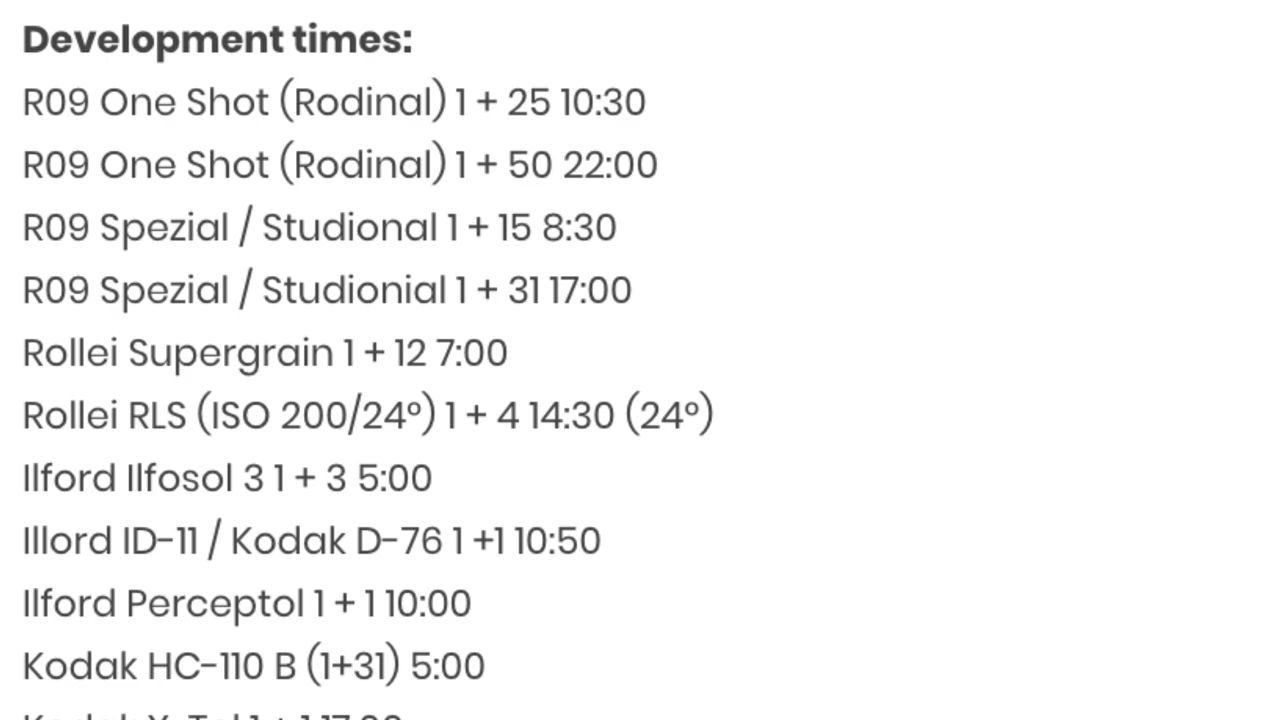 Development times:
R09 One Shot (Rodinal) 1 + 25 10:30
R09 One Shot (Rodinal) 1 + 50 22:00
R09 Spezial / Studional 1 + 15 8:30
R09 Spezial / Studionial 1 + 31 17:00
Rollei Supergrain 1 + 12 7:00
Rollei RLS (ISO 200/24º) 1 + 4 14:30 (24º)
Ilford Ilfosol 3 1 + 3 5:00
Illord ID-11 / Kodak D-76 1 +1 10:50
Ilford Perceptol 1 + 1 10:00
Kodak HC-110 B (1+31) 5:00